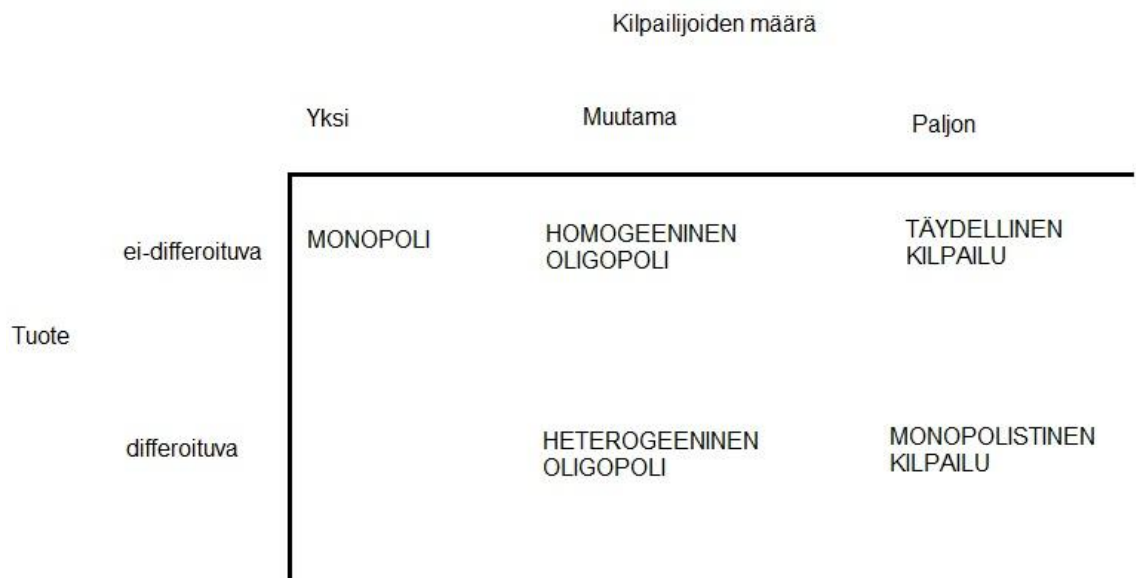 Kilpailijoiden määrä
Yksi
Muutama
Paljon
ei-differoituva
MONOPOLI
HOMOGEENINEN
OLIGOPOLI
TÄYDELLINEN
KILPAILU
Tuote
differoituva
HETEROGEENINEN
OLIGOPOLI
MONOPOLISTINEN
KILPAILU